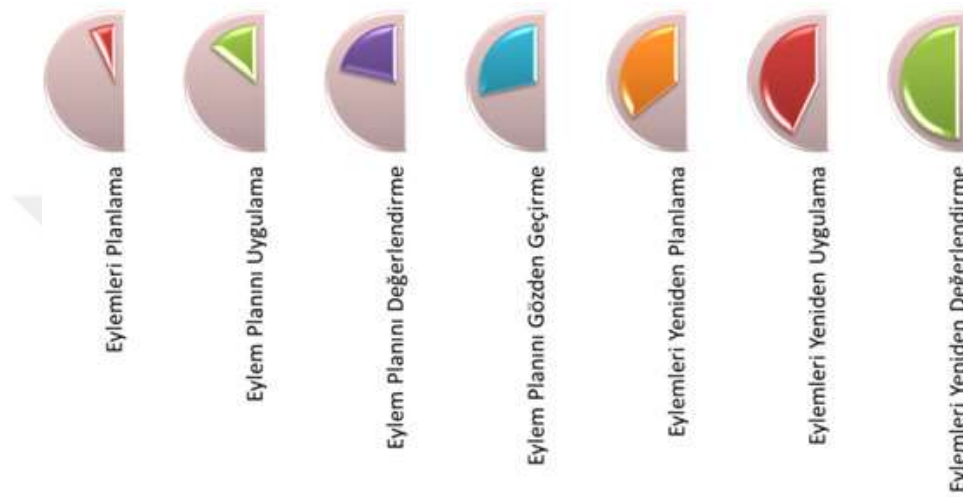 Eylemleri Planlama
Eylem Planını Uygulama
Eylem Planını Değerlendirme
Eylem Planını Gözden Geçirme
Eylemleri Yeniden Planlama
Eylemleri Yeniden Uygulama
Eylemleri Yeniden Değerlendirme